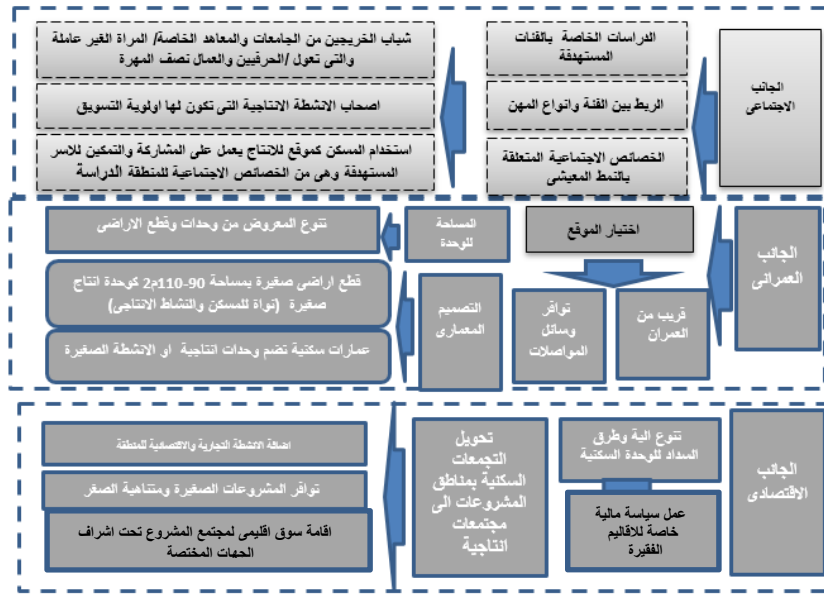 الجانب
الاجتماعى
الدراسات الخاصة بالفئات
المستهدفة
الربط بين الفئة وانواع المهن
الخصائص الاجتماعية المتعلقة
بالنمط المعيشى
شباب الخريجين من الجامعات والمعاهد الخاصة/ المراة الغير عاملة
والتى تعول /الحرفيين والعمال نصف المهرة
اصحاب الانشطة الانتاجية التى تكون لها اولوية التسويق
استخدام المسكن كموقع للانتاج يعمل على المشاركة والتمكين للاسر
المستهدفة وهى من الخصائص الاجتماعية للمنطقة الدراسة
الجانب
العمرانى
اختيار الموقع
قريب من
العمران
توافر
وسائل
المواصلات
المساحة
للوحدة
تنوع المعروض من وحدات وقطع الاراضى
التصميم
المعمارى
قطع اراضى صغيرة بمساحة 90-110م2 كوحدة انتاج
صغيرة (نواة للمسكن والنشاط الانتاجى)
عمارات سكنية تضم وحدات انتاجية او الانشطة الصغيرة
الجانب
الاقتصادى
تنوع الية وطرق
السداد للوحدة السكنية
عمل سياسة مالية
خاصة للاقاليم
الفقيرة
تحويل
التجمعات
السكنية بمناطق
المشروعات الى
مجتمعات
انتاجية
اضافة الانشطة التجارية والاقتصادية للمنطقة
توافر المشروعات الصغيرة ومتناهية الصغر
اقامة سوق اقليمى لمجتمع المشروع تحت اشراف
الجهات المختصة